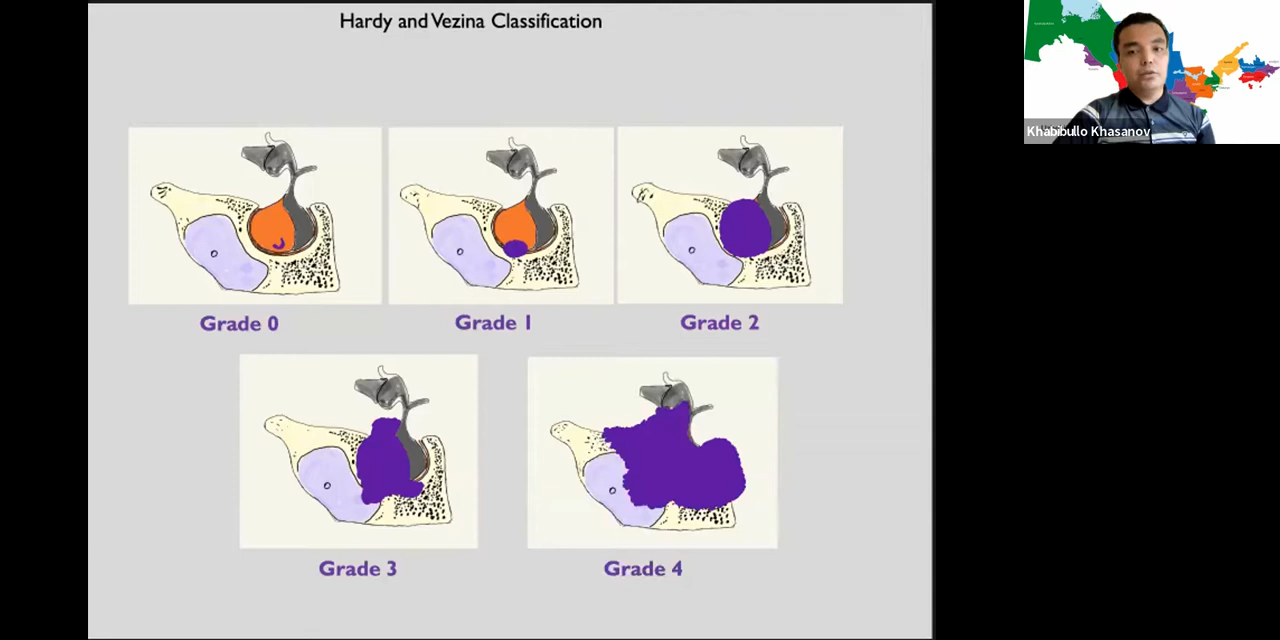 Hardy and Vezina Classification
Grade 0
Grade 1
Grade 2
Grade 3
Grade 4
Khabibullo Khasanov